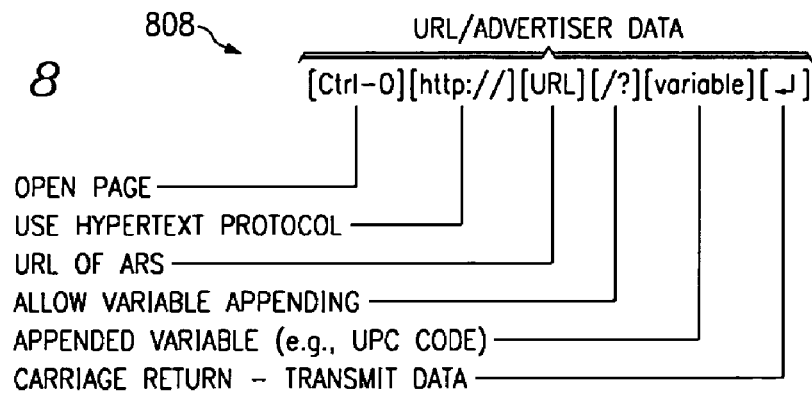 808
URL/ADVERTISER DATA
8
[Ctrl-O][http://][URL][/?][variable][↵]
OPEN PAGE
USE HYPERTEXT PROTOCOL
URL OF ARS
ALLOW VARIABLE APPENDING
APPENDED VARIABLE (e.g., UPC CODE)
CARRIAGE RETURN - TRANSMIT DATA